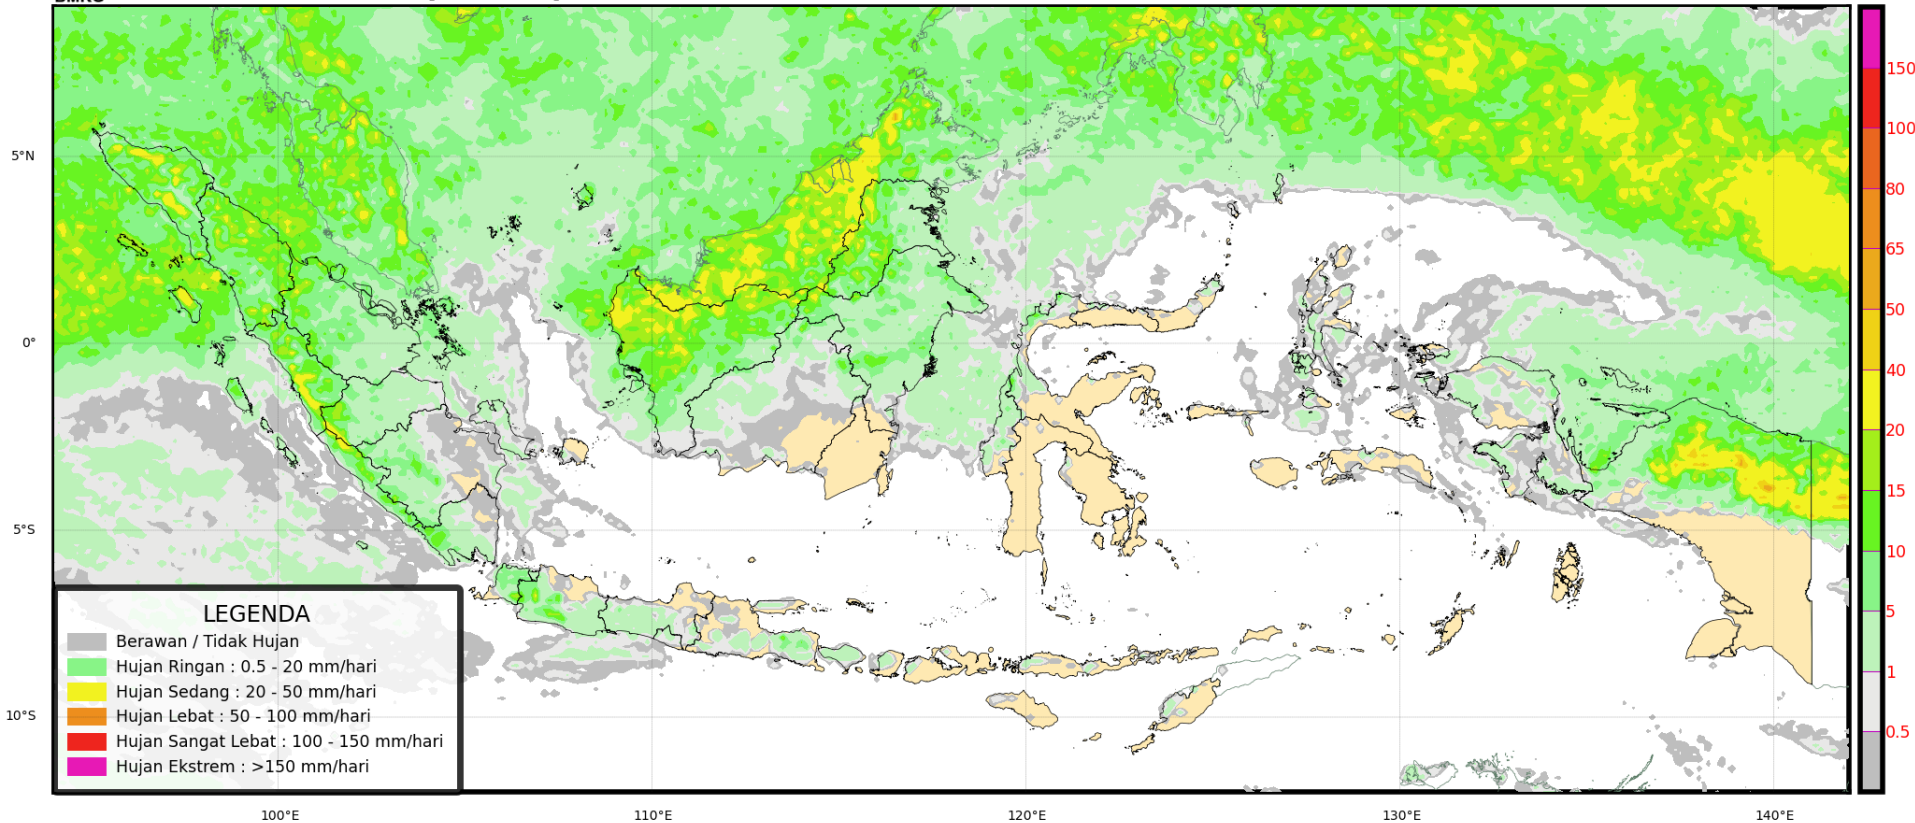 5°N
0°
5°S
10°S
100°E
110°E
120°E
130°E
140°E
LEGENDA
Berawan / Tidak Hujan
Hujan Ringan : 0.5 - 20 mm/hari
Hujan Sedang : 20 - 50 mm/hari
Hujan Lebat : 50 - 100 mm/hari
Hujan Sangat Lebat : 100 - 150 mm/hari
Hujan Ekstrem : >150 mm/hari
150
100
80
65
50
40
20
15
10
5
1
0.5